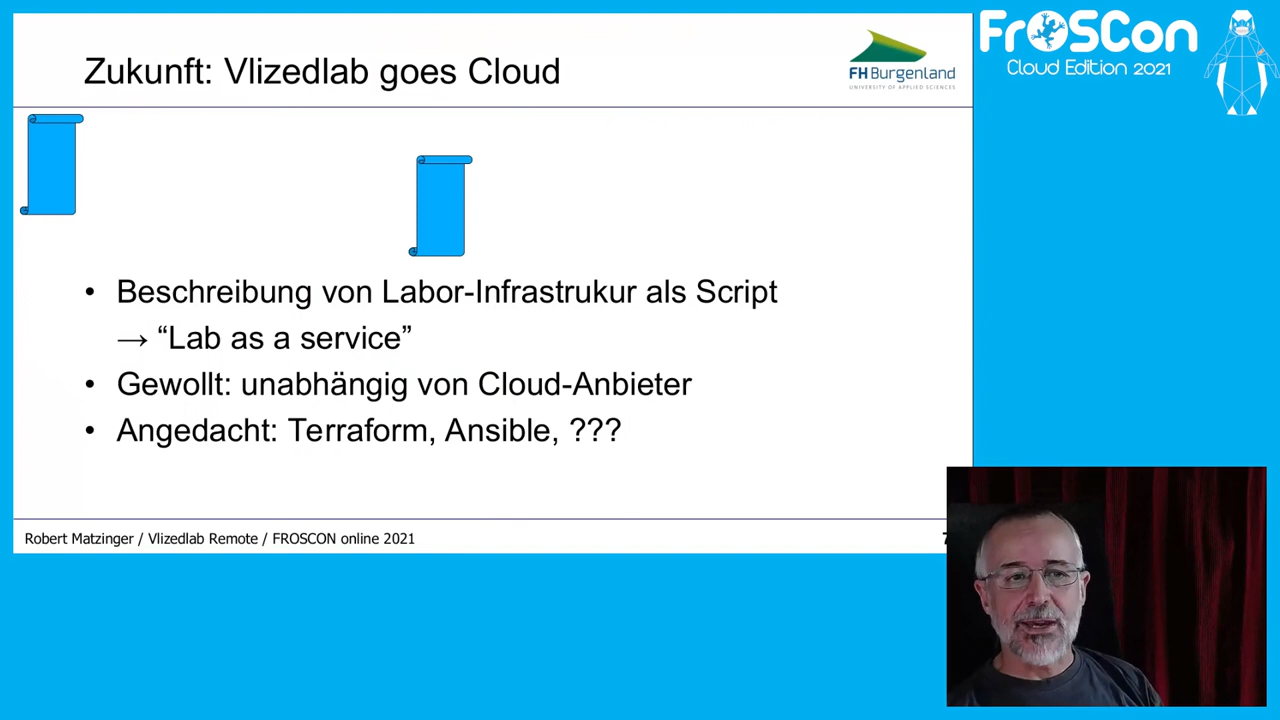 Zukunft: Vlizedlab goes Cloud
FH Burgenland
UNIVERSITY OF APPLIED SCIENCES
FrOSCon
Cloud Edition 2021
• Beschreibung von Labor-Infrastrukur als Script
→ “Lab as a service”
• Gewollt: unabhängig von Cloud-Anbieter
• Angedacht: Terraform, Ansible, ???
Robert Matzinger / Vlizedlab Remote / FROSCON online 2021